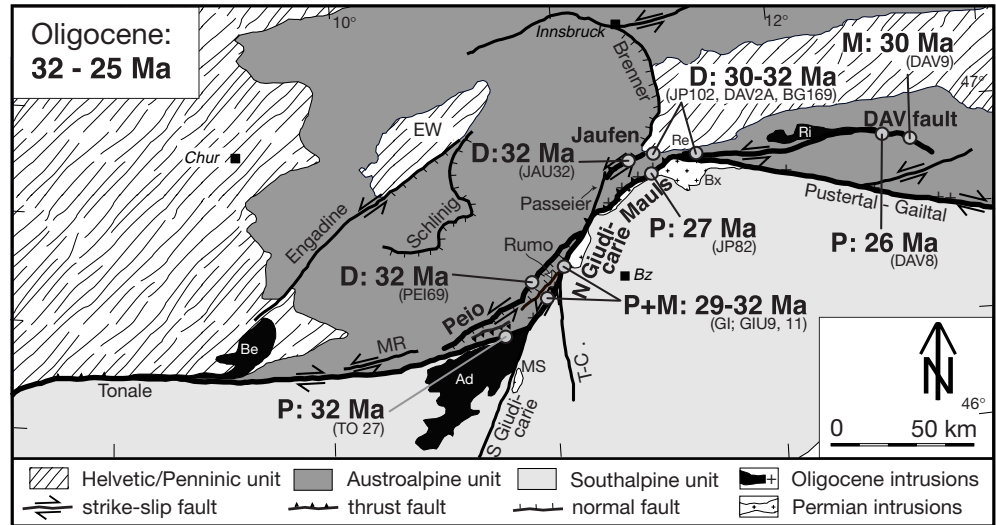 Oligocene:
32 - 25 Ma
10°
12°
47°
46°
Innsbruck
Brenner
M: 30 Ma
(DAV9)
D: 30-32 Ma
(JP102, DAV2A, BG169)
DAV fault
Ri
Re
Jaufen
EW
Chur
D: 32 Ma
(JAU32)
Passeier
Bx
Mauls
Pustertal - Gailtal
Engadine
Schlinig
P: 27 Ma
(JP82)
P: 26 Ma
(DAV8)
Rumo
N Giudi-
carie
Bz
D: 32 Ma
(PEI69)
P+M: 29-32 Ma
(GI; GIU9, 11)
Peio
MR
Be
Ad
MS
T.-C.
Tonale
P: 32 Ma
(TO 27)
S Giudi-
carie
N
0 50 km
Helvetic/Penninic unit
Austroalpine unit
Southalpine unit
Oligocene intrusions
strike-slip fault
thrust fault
normal fault
Permian intrusions